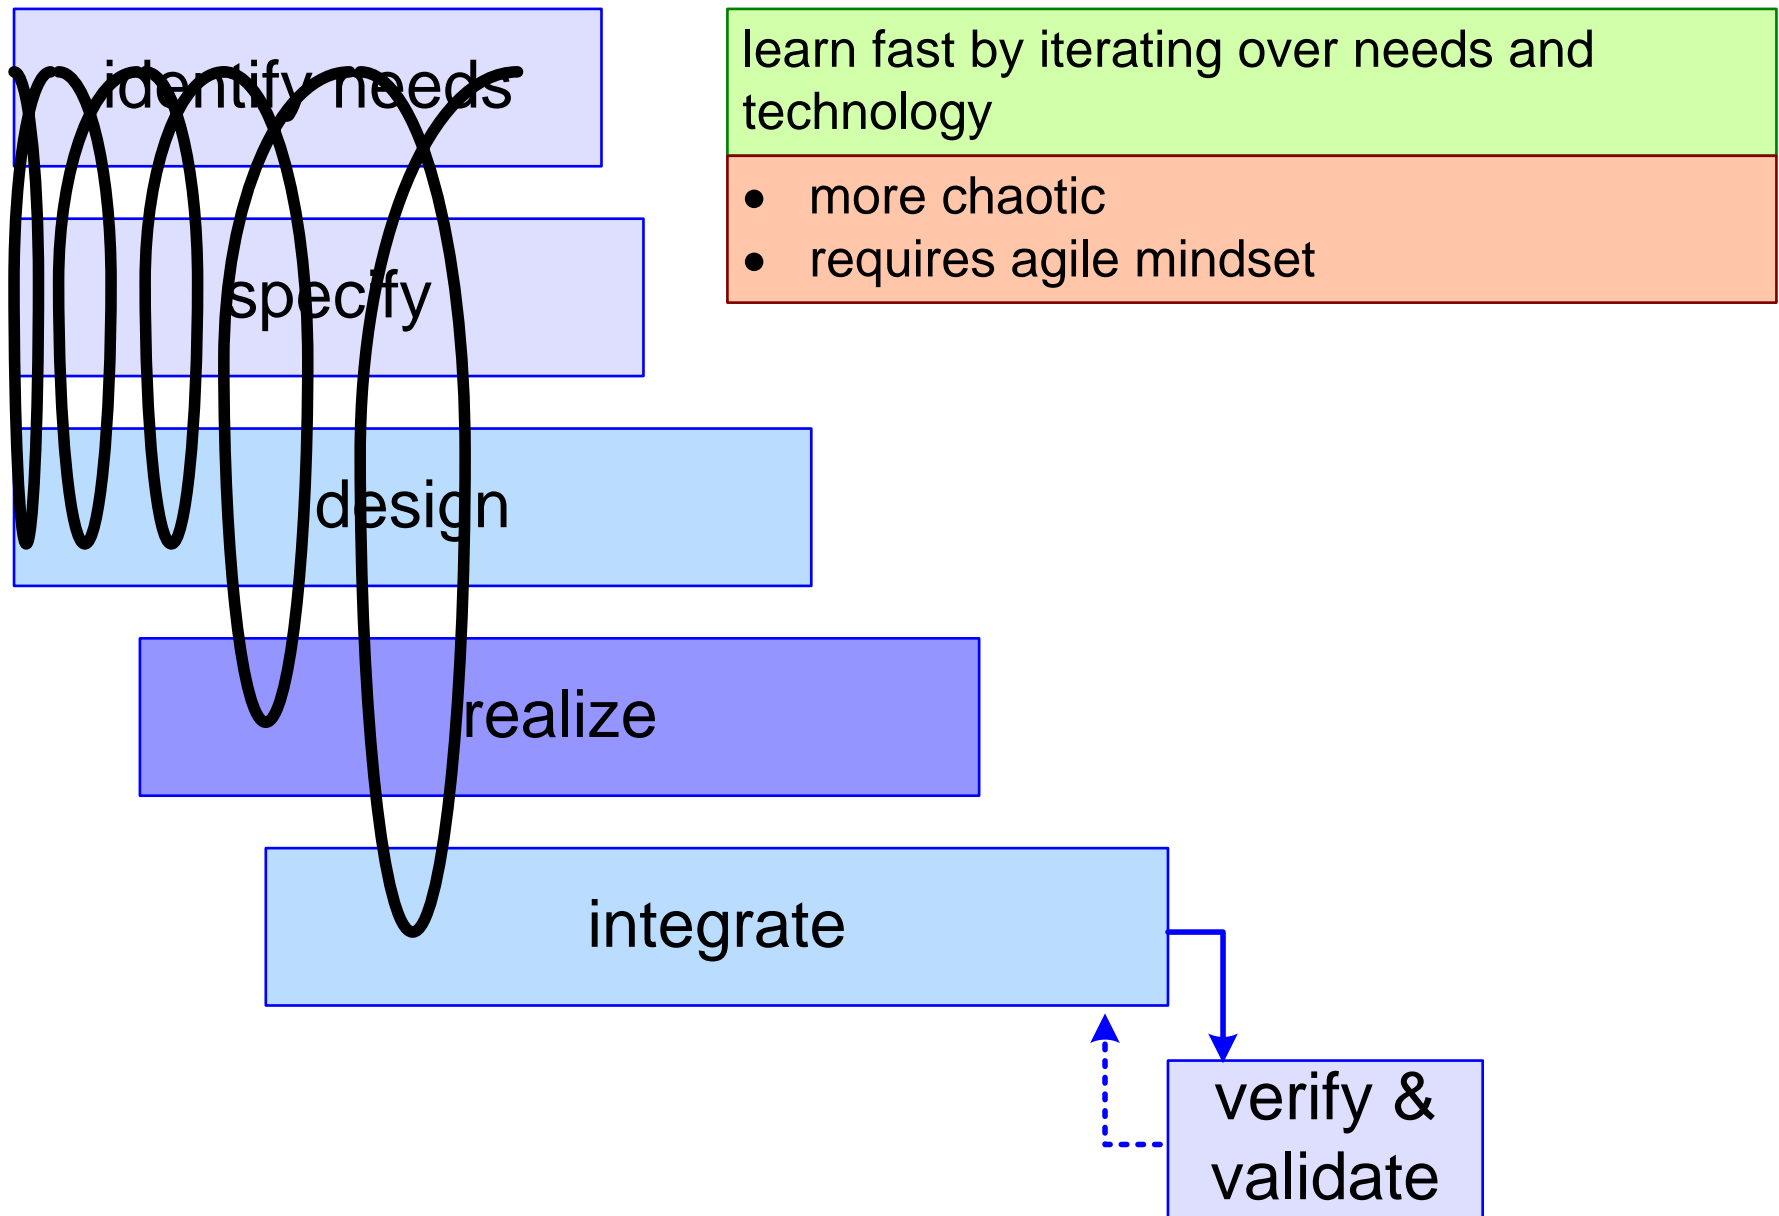 identify needs
learn fast by iterating over needs and
technology
• more chaotic
• requires agile mindset
specify
design
realize
integrate
verify &
validate